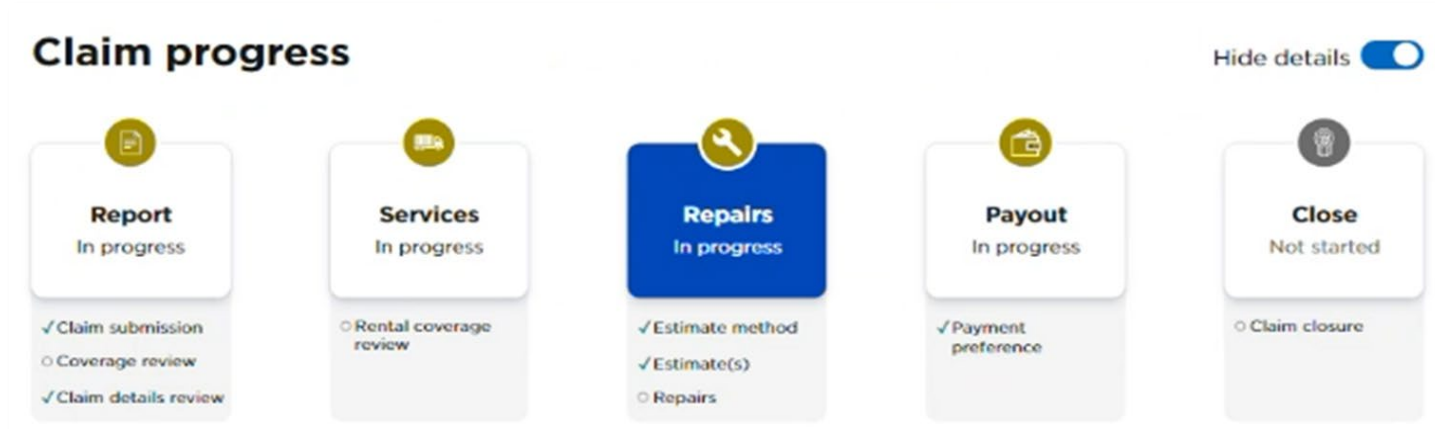 Claim progress
Hide details
Report
In progress
✓ Claim submission
○ Coverage review
✓ Claim details review
Services
In progress
○ Rental coverage
review
Repairs
In progress
✓ Estimate method
✓ Estimate(s)
○ Repairs
Payout
In progress
✓ Payment
preference
Close
Not started
○ Claim closure